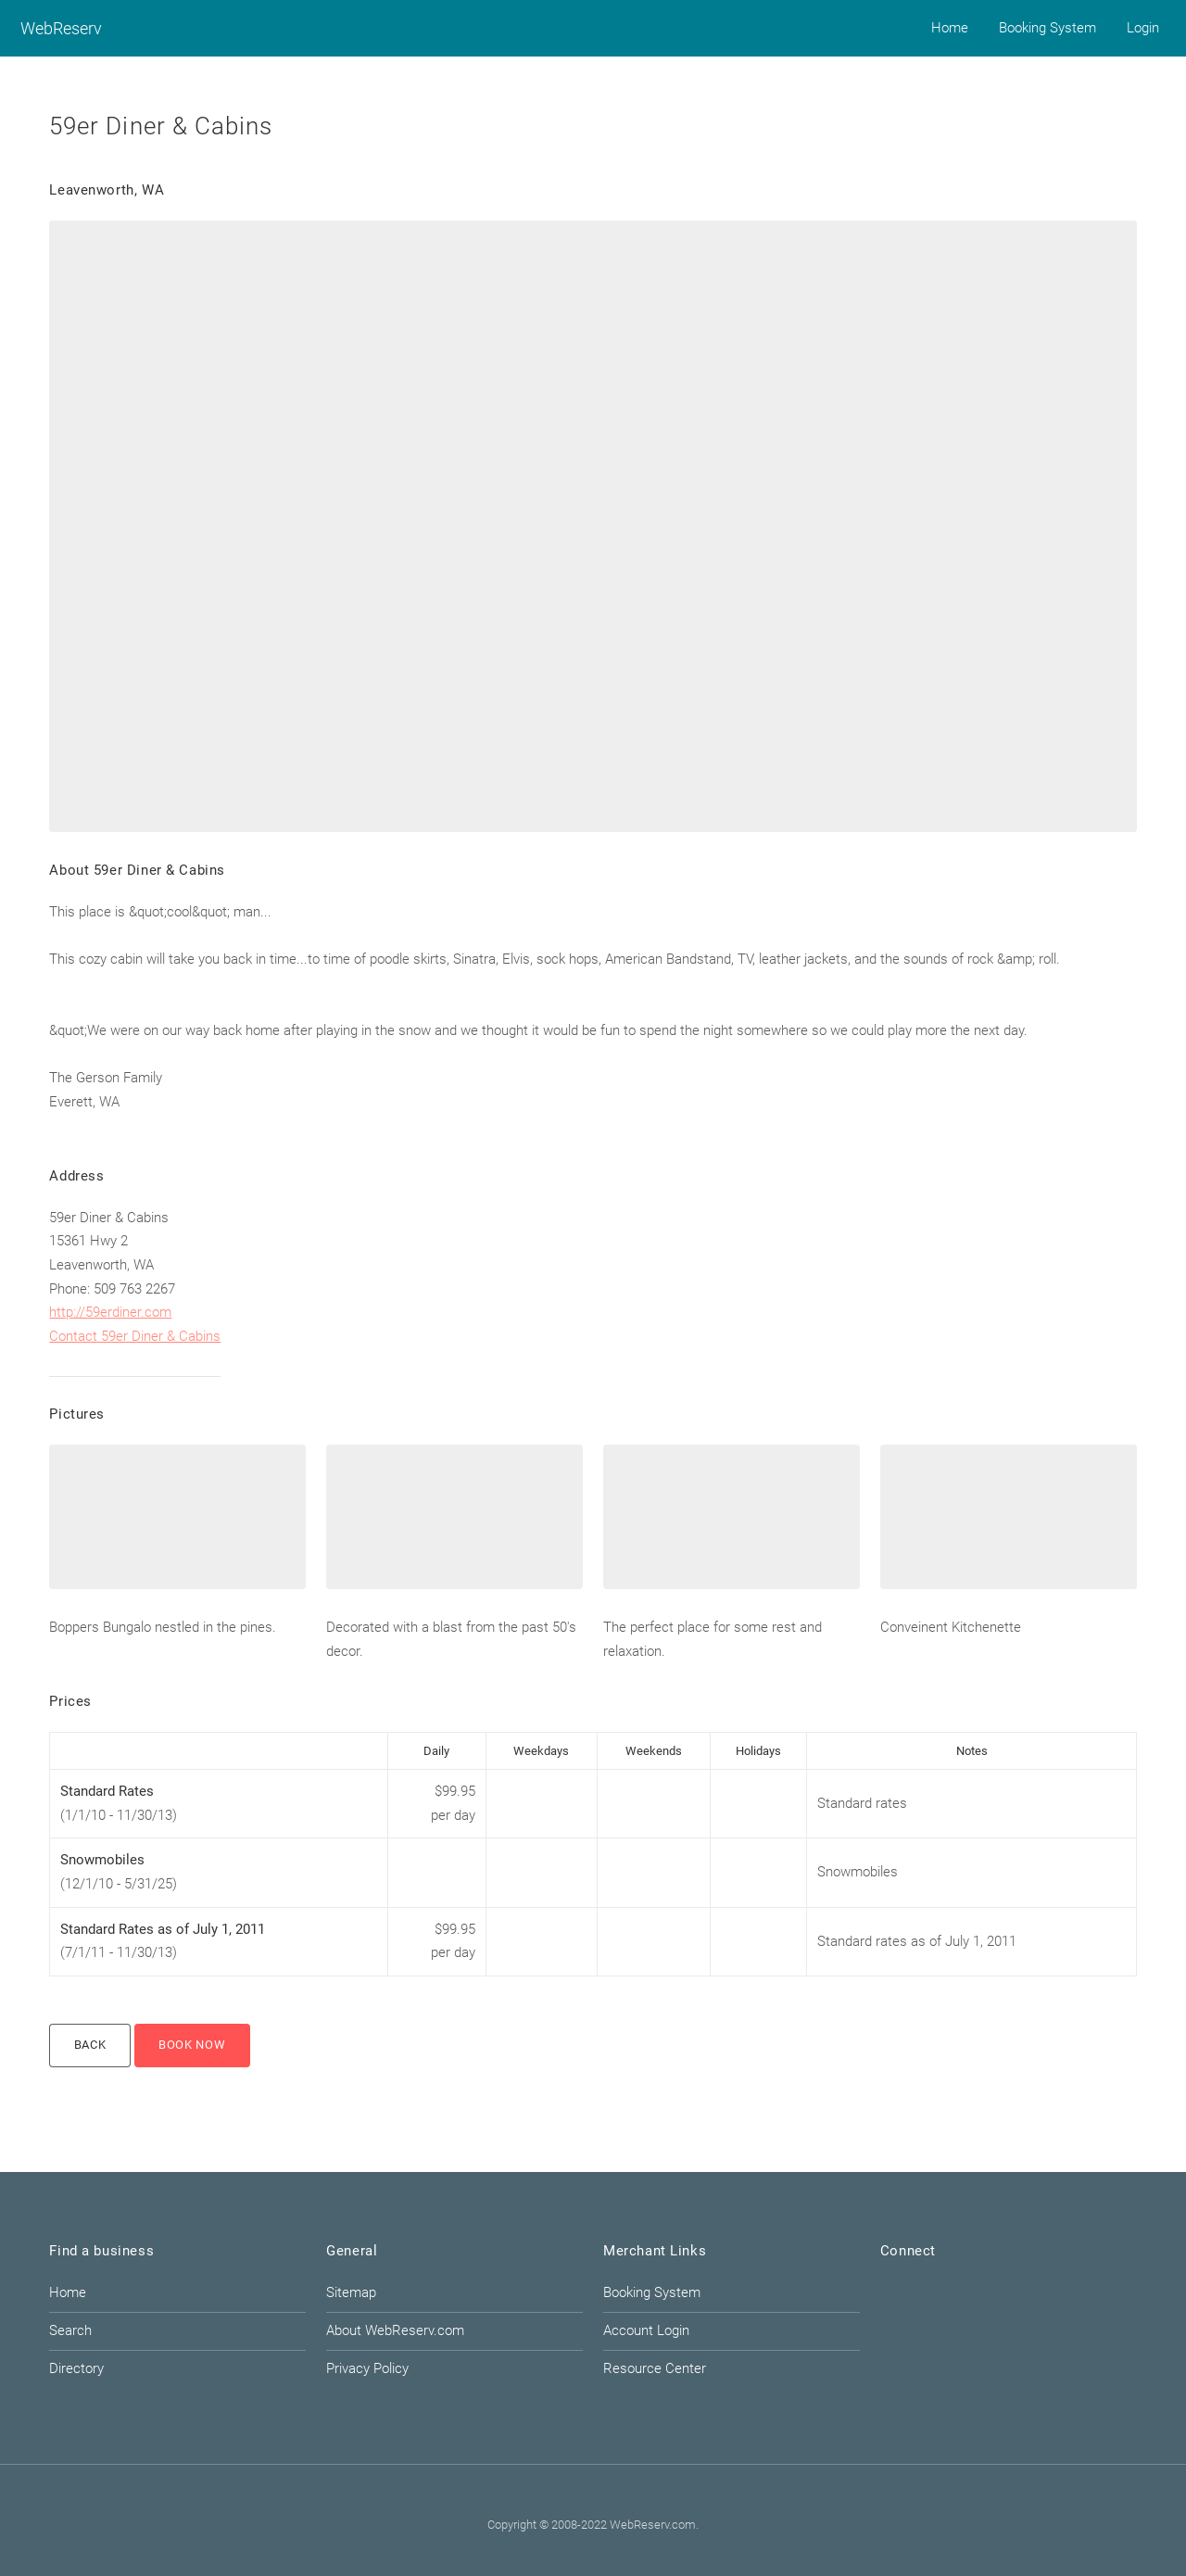 WebReserv
Home Booking System Login
59er Diner & Cabins
Leavenworth, WA
About 59er Diner & Cabins
This place is &quot;cool&quot; man...
This cozy cabin will take you back in time...to time of poodle skirts, Sinatra, Elvis, sock hops, American Bandstand, TV, leather jackets, and the sounds of rock &amp; roll.
&quot;We were on our way back home after playing in the snow and we thought it would be fun to spend the night somewhere so we could play more the next day.
The Gerson Family
Everett, WA
Address
59er Diner & Cabins
15361 Hwy 2
Leavenworth, WA
Phone: 509 763 2267
http://59erdiner.com
Contact 59er Diner & Cabins
Pictures
Boppers Bungalo nestled in the pines.
Decorated with a blast from the past 50's
decor.
The perfect place for some rest and
relaxation.
Conveinent Kitchenette
Prices
Daily Weekdays Weekends Holidays Notes
Standard Rates
(1/1/10 - 11/30/13)
$99.95
per day
Standard rates
Snowmobiles
(12/1/10 - 5/31/25)
Snowmobiles
Standard Rates as of July 1, 2011
(7/1/11 - 11/30/13)
$99.95
per day
Standard rates as of July 1, 2011
BACK BOOK NOW
Find a business
Home
Search
Directory
General
Sitemap
About WebReserv.com
Privacy Policy
Merchant Links
Booking System
Account Login
Resource Center
Connect
Copyright © 2008-2022 WebReserv.com.